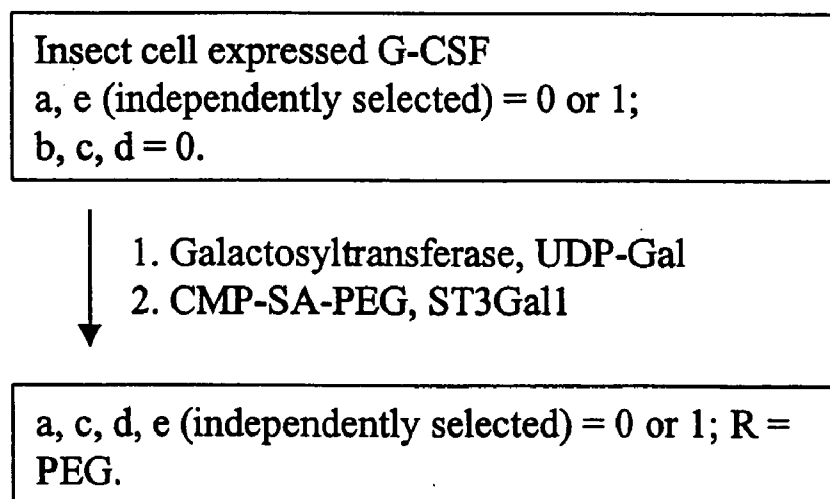 Insect cell expressed G-CSF
a, e (independently selected) = 0 or 1;
b, c, d = 0.
1. Galactosyltransferase, UDP-Gal
2. CMP-SA-PEG, ST3Gal1
a, c, d, e (independently selected) = 0 or 1; R =
PEG.